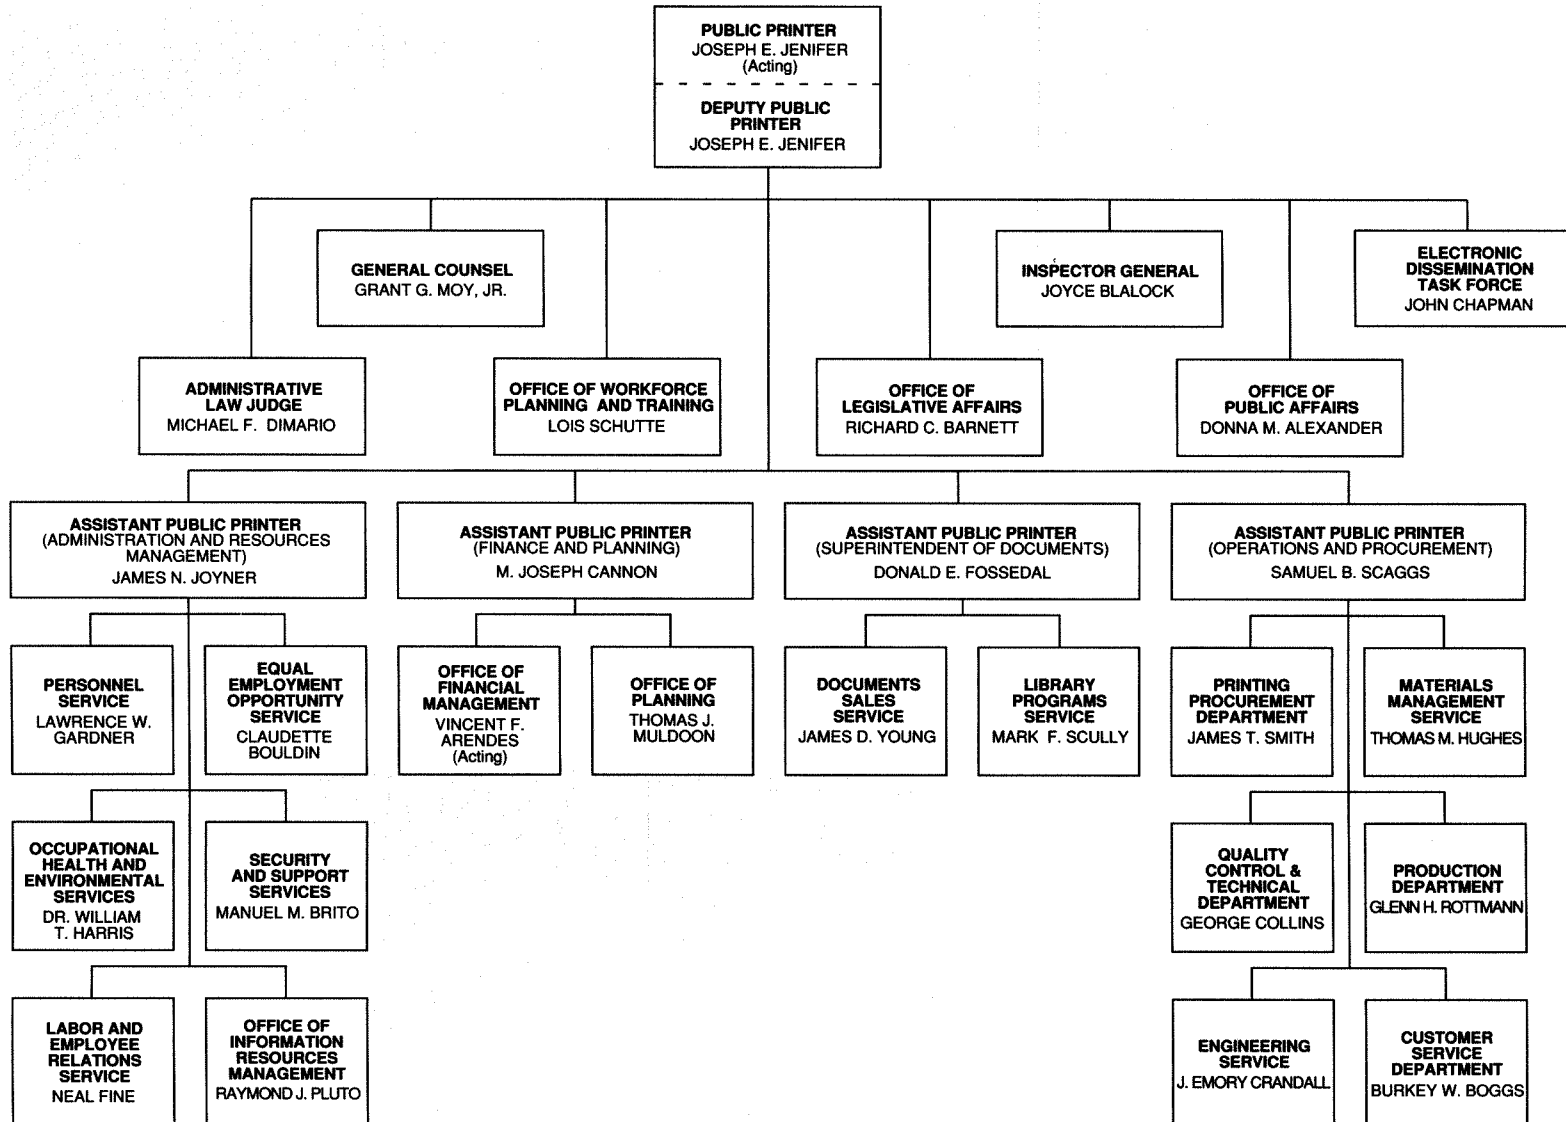 PUBLIC PRINTER
JOSEPH E. JENIFER
(Acting)
DEPUTY PUBLIC
PRINTER
JOSEPH E. JENIFER
GENERAL COUNSEL
GRANT G. MOY, JR.
INSPECTOR GENERAL
JOYCE BLALOCK
ELECTRONIC
DISSEMINATION
TASK FORCE
JOHN CHAPMAN
ADMINISTRATIVE
LAW JUDGE
MICHAEL F. DIMARIO
OFFICE OF WORKFORCE
PLANNING AND TRAINING
LOIS SCHUTTE
OFFICE OF
LEGISLATIVE AFFAIRS
RICHARD C. BARNETT
OFFICE OF
PUBLIC AFFAIRS
DONNA M. ALEXANDER
ASSISTANT PUBLIC PRINTER
(ADMINISTRATION AND RESOURCES
MANAGEMENT)
JAMES N. JOYNER
ASSISTANT PUBLIC PRINTER
(FINANCE AND PLANNING)
M. JOSEPH CANNON
ASSISTANT PUBLIC PRINTER
(SUPERINTENDENT OF DOCUMENTS)
DONALD E. FOSSEDAL
ASSISTANT PUBLIC PRINTER
(OPERATIONS AND PROCUREMENT)
SAMUEL B. SCAGGS
PERSONNEL
SERVICE
LAWRENCE W.
GARDNER
EQUAL
EMPLOYMENT
OPPORTUNITY
SERVICE
CLAUDETTE
BOULDIN
OFFICE OF
FINANCIAL
MANAGEMENT
VINCENT F.
ARENDES
(Acting)
OFFICE OF
PLANNING
THOMAS J.
MULDOON
DOCUMENTS
SALES
SERVICE
JAMES D. YOUNG
LIBRARY
PROGRAMS
SERVICE
MARK F. SCULLY
PRINTING
PROCUREMENT
DEPARTMENT
JAMES T. SMITH
MATERIALS
MANAGEMENT
SERVICE
THOMAS M. HUGHES
OCCUPATIONAL
HEALTH AND
ENVIRONMENTAL
SERVICES
DR. WILLIAM
T. HARRIS
SECURITY
AND SUPPORT
SERVICES
MANUEL M. BRITO
QUALITY
CONTROL &
TECHNICAL
DEPARTMENT
GEORGE COLLINS
PRODUCTION
DEPARTMENT
GLENN H. ROTTMANN
LABOR AND
EMPLOYEE
RELATIONS
SERVICE
NEAL FINE
OFFICE OF
INFORMATION
RESOURCES
MANAGEMENT
RAYMOND J. PLUTO
ENGINEERING
SERVICE
J. EMORY CRANDALL
CUSTOMER
SERVICE
DEPARTMENT
BURKEY W. BOGGS